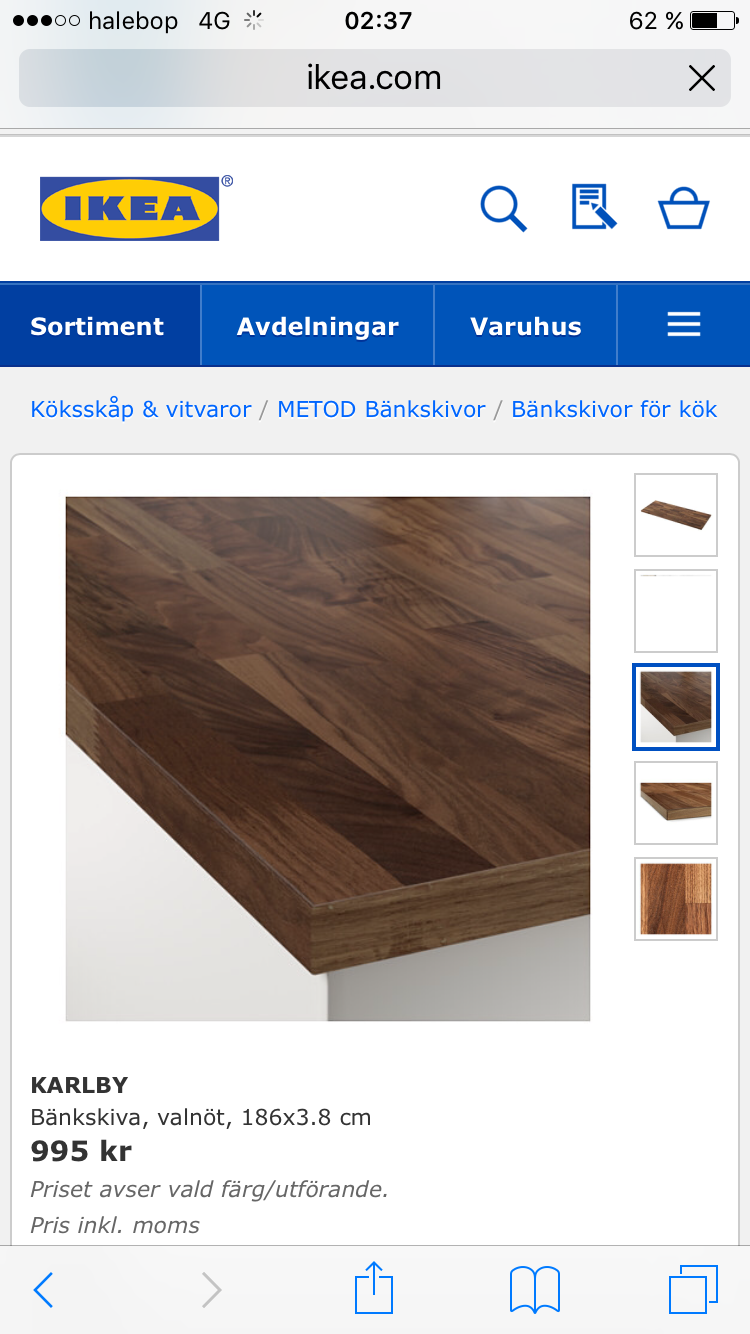 halebop 4G 02:37 62 %
ikea.com
IKEA®
Sortiment Avdelningar Varuhus
Köksskåp & vitvaror / METOD Bänkskivor / Bänkskivor för kök
KARLBY
Bänkskiva, valnöt, 186x3.8 cm
995 kr
Priset avser vald färg/utförande.
Pris inkl. moms